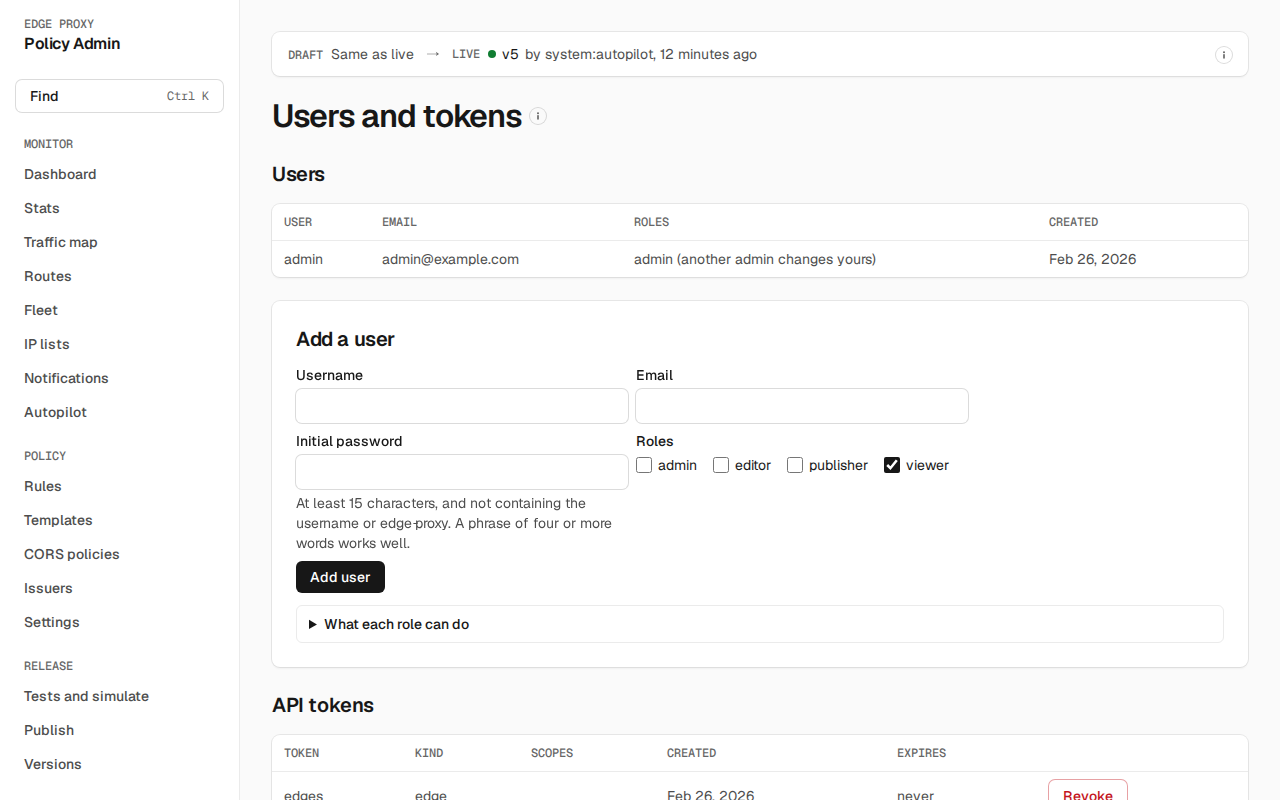 EDGE PROXY
Policy Admin
Find Ctrl K
MONITOR
Dashboard
Stats
Traffic map
Routes
Fleet
IP lists
Notifications
Autopilot
POLICY
Rules
Templates
CORS policies
Issuers
Settings
RELEASE
Tests and simulate
Publish
Versions
DRAFT Same as live → LIVE v5 by system:autopilot, 12 minutes ago
Users and tokens
Users
USER EMAIL ROLES CREATED
admin admin@example.com admin (another admin changes yours) Feb 26, 2026
Add a user
Username Email
Initial password Roles
admin editor publisher viewer
At least 15 characters, and not containing the
username or edge-proxy. A phrase of four or more
words works well.
Add user
What each role can do
API tokens
TOKEN KIND SCOPES CREATED EXPIRES
edges edge Feb 26, 2026 never Revoke